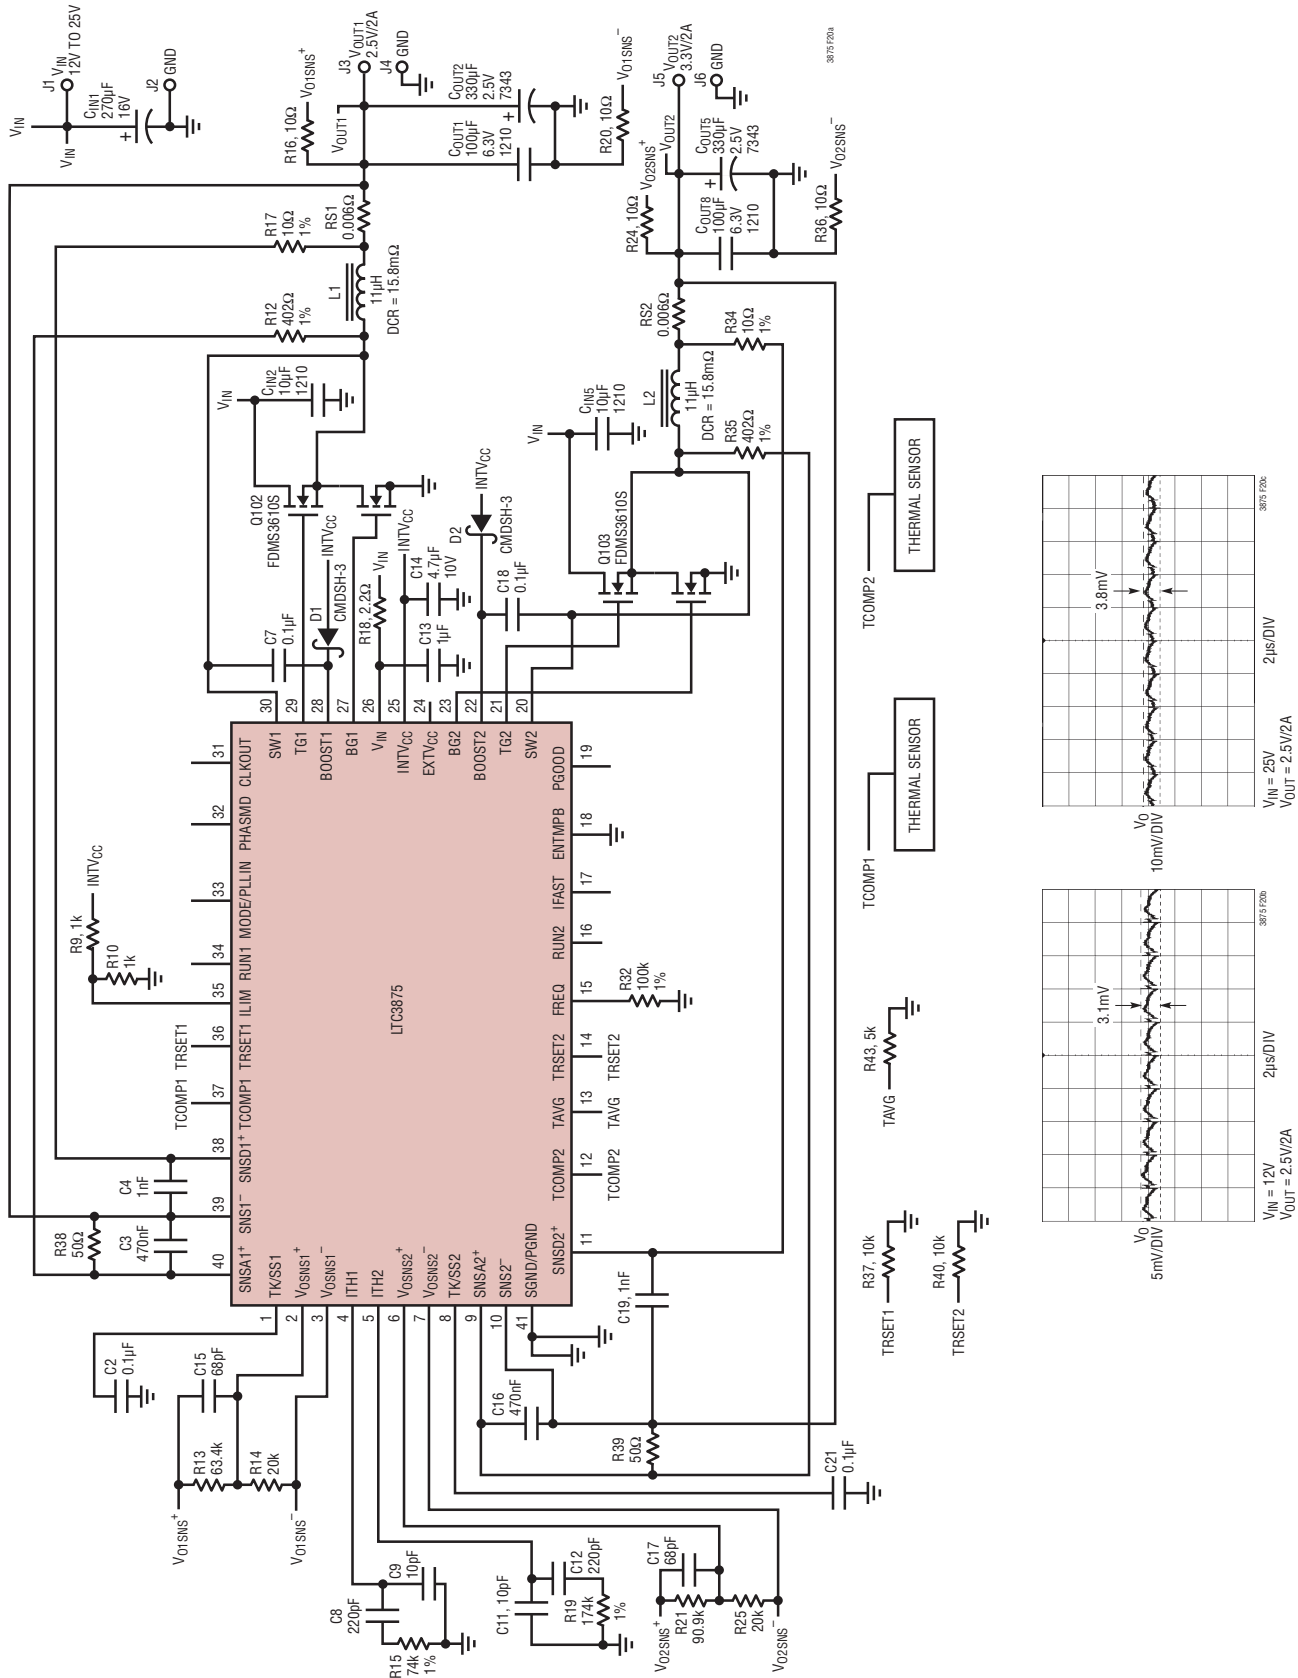 VIN
J1
VIN
12V TO 25V
VIN
CIN1
270µF
16V
+
J2
GND
R16, 10Ω
VO1SNS+
VOUT1
J3
VOUT1
2.5V/2A
J4
GND
COUT1
100µF
6.3V
1210
COUT2
330µF
2.5V
7343
+
R20, 10Ω
VO1SNS−
R17
10Ω
1%
RS1
0.006Ω
R12
402Ω
1%
L1
11µH
DCR = 15.8mΩ
VIN
CIN2
10µF
1210
Q102
FDMS3610S
C7
0.1µF
D1
CMDSH-3
INTVCC
R18, 2.2Ω
VIN
C13
1µF
INTVCC
C14
4.7µF
10V
INTVCC
D2
CMDSH-3
C18
0.1µF
Q103
FDMS3610S
VIN
CIN5
10µF
1210
L2
11µH
DCR = 15.8mΩ
R35
402Ω
1%
R34
10Ω
1%
RS2
0.006Ω
R24, 10Ω
VO2SNS+
VOUT2
J5
VOUT2
3.3V/2A
J6
GND
COUT8
100µF
6.3V
1210
COUT5
330µF
2.5V
7343
+
R36, 10Ω
VO2SNS−
3875 F20a
LTC3875
30
SW1
29
TG1
28
BOOST1
27
BG1
26
VIN
25
INTVCC
24
EXTVCC
23
BG2
22
BOOST2
21
TG2
20
SW2
31
CLKOUT
32
PHASMD
33
MODE/PLLIN
34
RUN1
35
ILIM
36
TRSET1
37
TCOMP1
38
SNSD1+
39
SNS1−
40
SNSA1+
TRSET1
TCOMP1
R9, 1k
INTVCC
R10
1k
C4
1nF
R38
50Ω
C3
470nF
19
PGOOD
18
ENTMPB
17
IFAST
16
RUN2
15
FREQ
14
TRSET2
13
TAVG
12
TCOMP2
11
SNSD2+
R32
100k
1%
TRSET2
TAVG
TCOMP2
1
TK/SS1
2
VOSNS1+
3
VOSNS1−
4
ITH1
5
ITH2
6
VOSNS2+
7
VOSNS2−
8
TK/SS2
9
SNSA2+
10
SNS2−
41
SGND/PGND
C2
0.1µF
C15
68pF
R13
63.4k
R14
20k
VO1SNS+
VO1SNS−
C8
220pF
C9
10pF
R15
74k
1%
C11, 10pF
C12
220pF
R19
174k
1%
VO2SNS+
C17
68pF
R21
90.9k
R25
20k
VO2SNS−
C16
470nF
C19, 1nF
R39
50Ω
C21
0.1µF
TRSET1
R37, 10k
TRSET2
R40, 10k
TAVG
R43, 5k
TCOMP1
THERMAL SENSOR
TCOMP2
THERMAL SENSOR
VO
5mV/DIV
3.1mV
2µs/DIV
VIN = 12V
VOUT = 2.5V/2A
3875 F20b
VO
10mV/DIV
3.8mV
2µs/DIV
VIN = 25V
VOUT = 2.5V/2A
3875 F20c